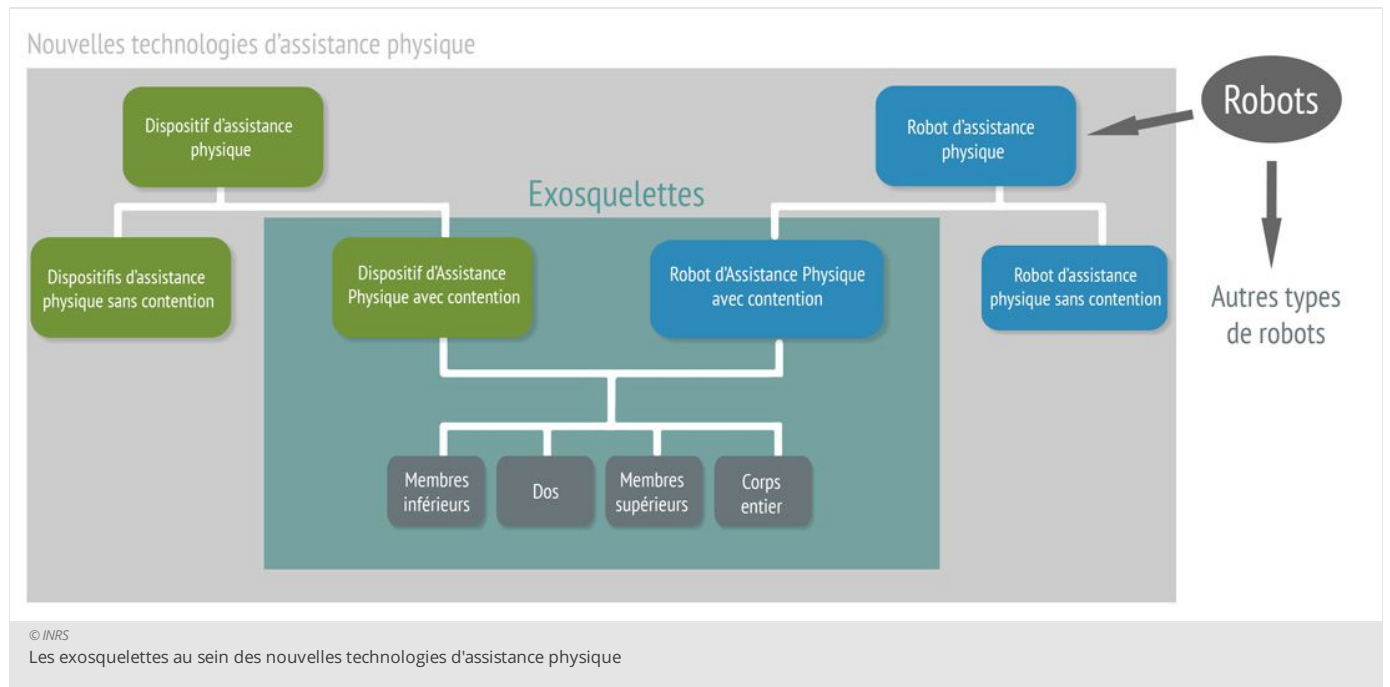 Nouvelles technologies d'assistance physique
Robots
Dispositif d'assistance
physique
Robot d'assistance
physique
Exosquelettes
Dispositifis d'assistance
physique sans contention
Dispositif d'Assistance
Physique avec contention
Robot d'Assistance Physique
avec contention
Robot d'assistance
physique sans contention
Autres types
de robots
Membres
inférieurs
Dos
Membres
supérieurs
Corps
entier
© INRS
Les exosquelettes au sein des nouvelles technologies d'assistance physique